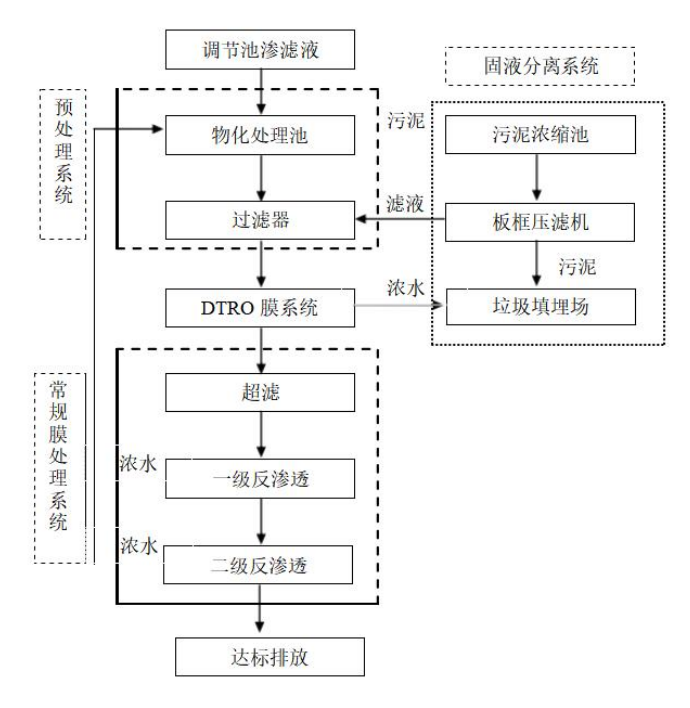 调节池渗滤液
固液分离系统
预处理系统
物化处理池
污泥
污泥浓缩池
过滤器
滤液
板框压滤机
污泥
DTRO 膜系统
浓水
垃圾填埋场
常规膜处理系统
超滤
浓水
一级反渗透
浓水
二级反渗透
达标排放